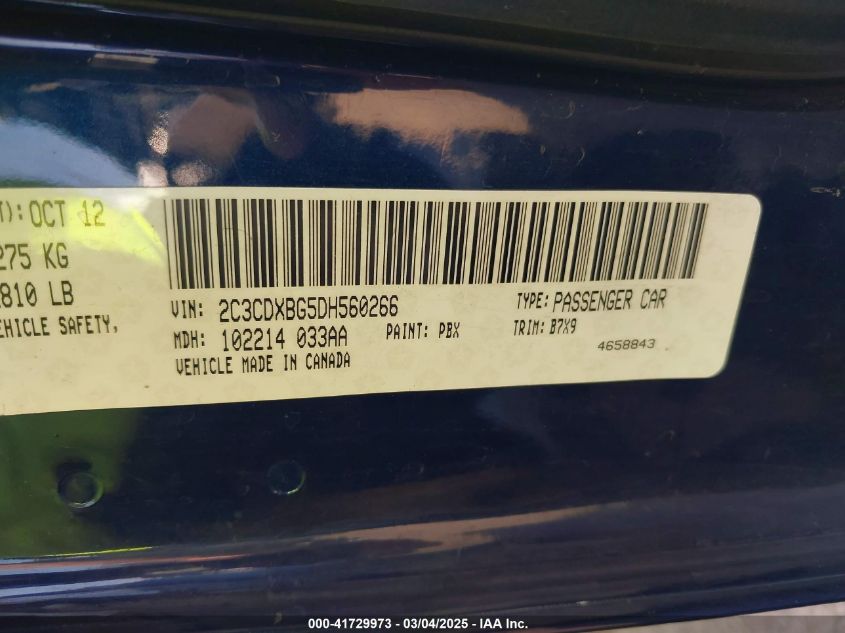 T): OCT 12
275 KG
810 LB
EHICLE SAFETY,
VIN: 2C3CDXBG5DH560266
TYPE: PASSENGER CAR
MDH: 102214 033AA
PAINT: PBX
TRIM: B7X9
VEHICLE MADE IN CANADA
4658843
000-41729973 - 03/04/2025 - IAA Inc.